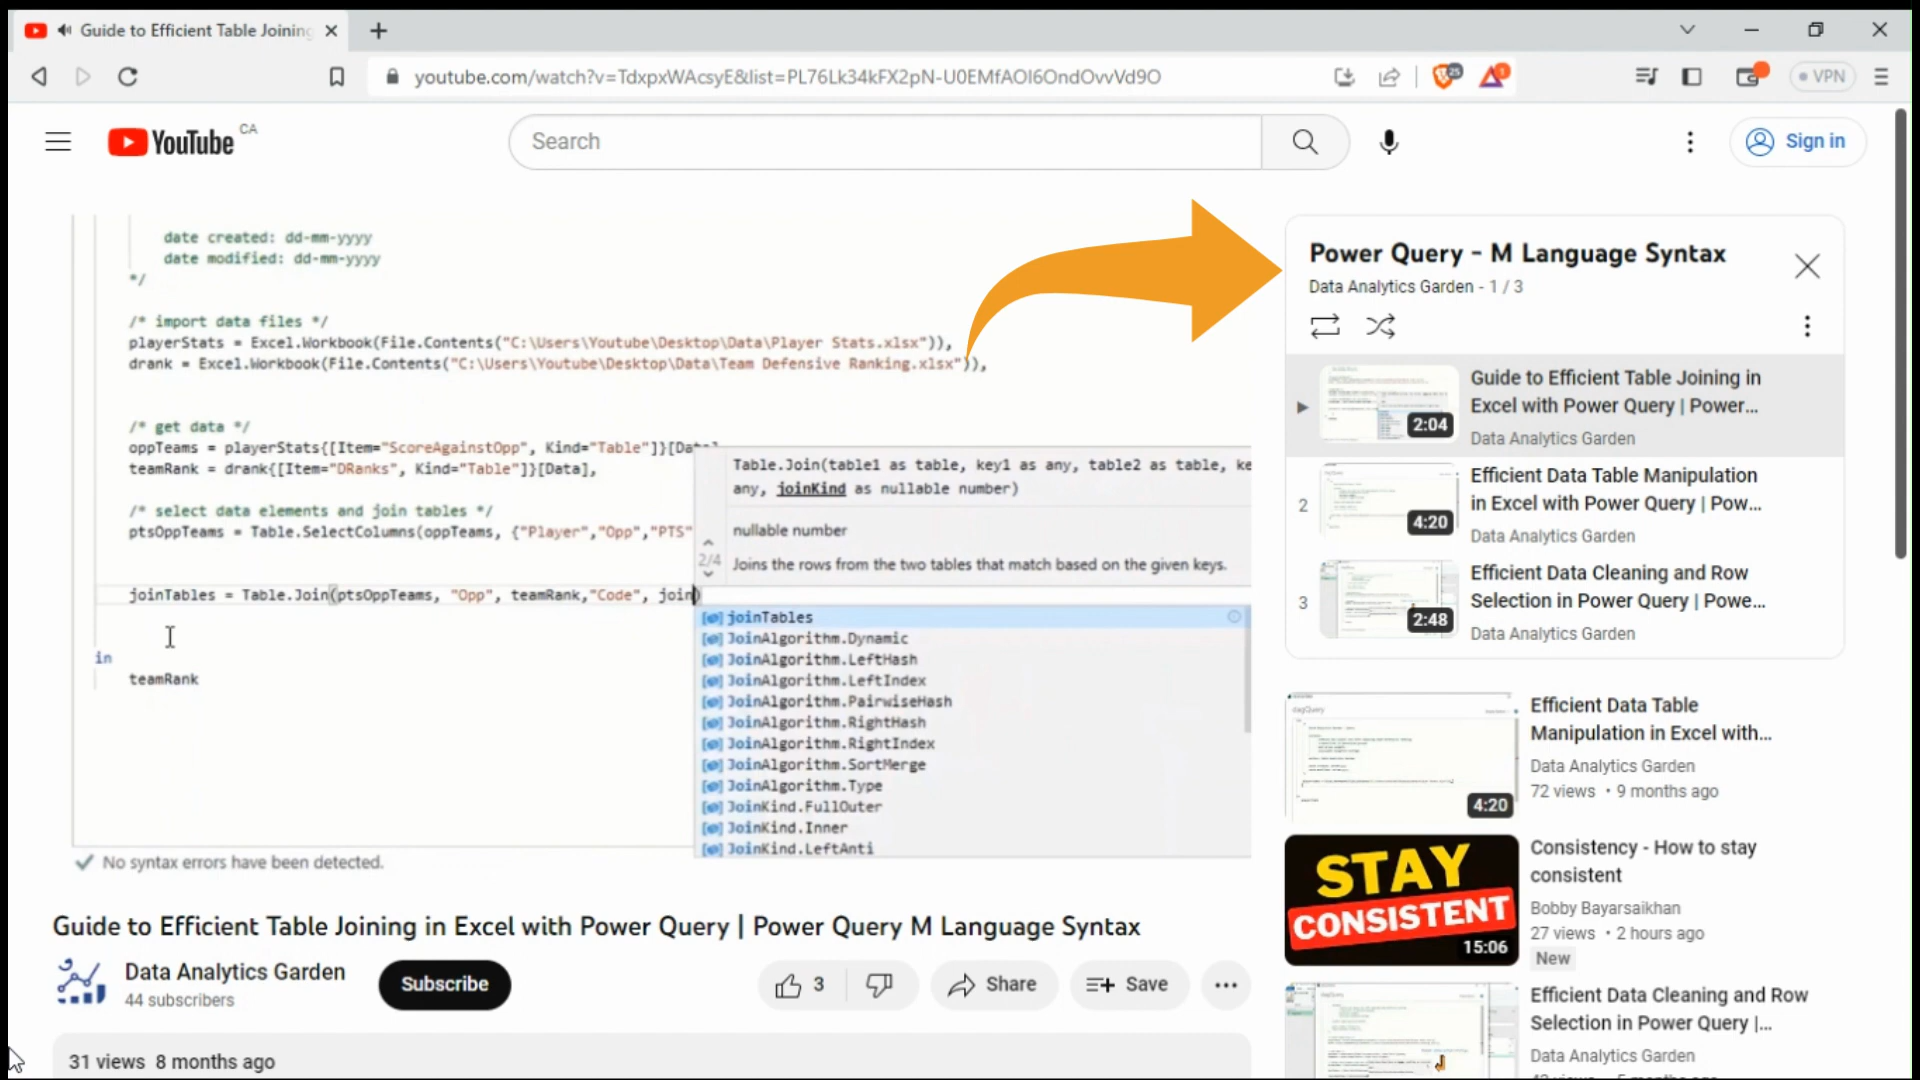 Guide to Efficient Table Joining
youtube.com/watch?v=TdxpxWAcsyE&list=PL76Lk34kFX2pN-U0EMfAOl6OndOvvVd9O
25
1
VPN
YouTube CA
Search
Sign in
date created: dd-mm-yyyy
date modified: dd-mm-yyyy
*/
/* import data files */
playerStats = Excel.Workbook(File.Contents("C:\Users\Youtube\Desktop\Data\Player Stats.xlsx")),
drank = Excel.Workbook(File.Contents("C:\Users\Youtube\Desktop\Data\Team Defensive Ranking.xlsx")),
/* get data */
oppTeams = playerStats{[Item="ScoreAgainstOpp", Kind="Table"]}[Data],
teamRank = drank{[Item="DRanks", Kind="Table"]}[Data],
/* select data elements and join tables */
ptsOppTeams = Table.SelectColumns(oppTeams, {"Player","Opp","PTS"
joinTables = Table.Join(ptsOppTeams, "Opp", teamRank,"Code", join)
in
teamRank
Table.Join(table1 as table, key1 as any, table2 as table, ke
any, joinKind as nullable number)
nullable number
2/4
Joins the rows from the two tables that match based on the given keys.
joinTables
JoinAlgorithm.Dynamic
JoinAlgorithm.LeftHash
JoinAlgorithm.LeftIndex
JoinAlgorithm.PairwiseHash
JoinAlgorithm.RightHash
JoinAlgorithm.RightIndex
JoinAlgorithm.SortMerge
JoinAlgorithm.Type
JoinKind.FullOuter
JoinKind.Inner
JoinKind.LeftAnti
No syntax errors have been detected.
Guide to Efficient Table Joining in Excel with Power Query | Power Query M Language Syntax
Data Analytics Garden
44 subscribers
Subscribe
3
Share
Save
31 views 8 months ago
Power Query - M Language Syntax
Data Analytics Garden - 1 / 3
Guide to Efficient Table Joining in
Excel with Power Query | Power...
2:04
Data Analytics Garden
2
Efficient Data Table Manipulation
in Excel with Power Query | Pow...
4:20
Data Analytics Garden
3
Efficient Data Cleaning and Row
Selection in Power Query | Powe...
2:48
Data Analytics Garden
Efficient Data Table
Manipulation in Excel with...
Data Analytics Garden
72 views • 9 months ago
4:20
STAY
CONSISTENT
15:06
Consistency - How to stay
consistent
Bobby Bayarsaikhan
27 views • 2 hours ago
New
Efficient Data Cleaning and Row
Selection in Power Query |...
Data Analytics Garden